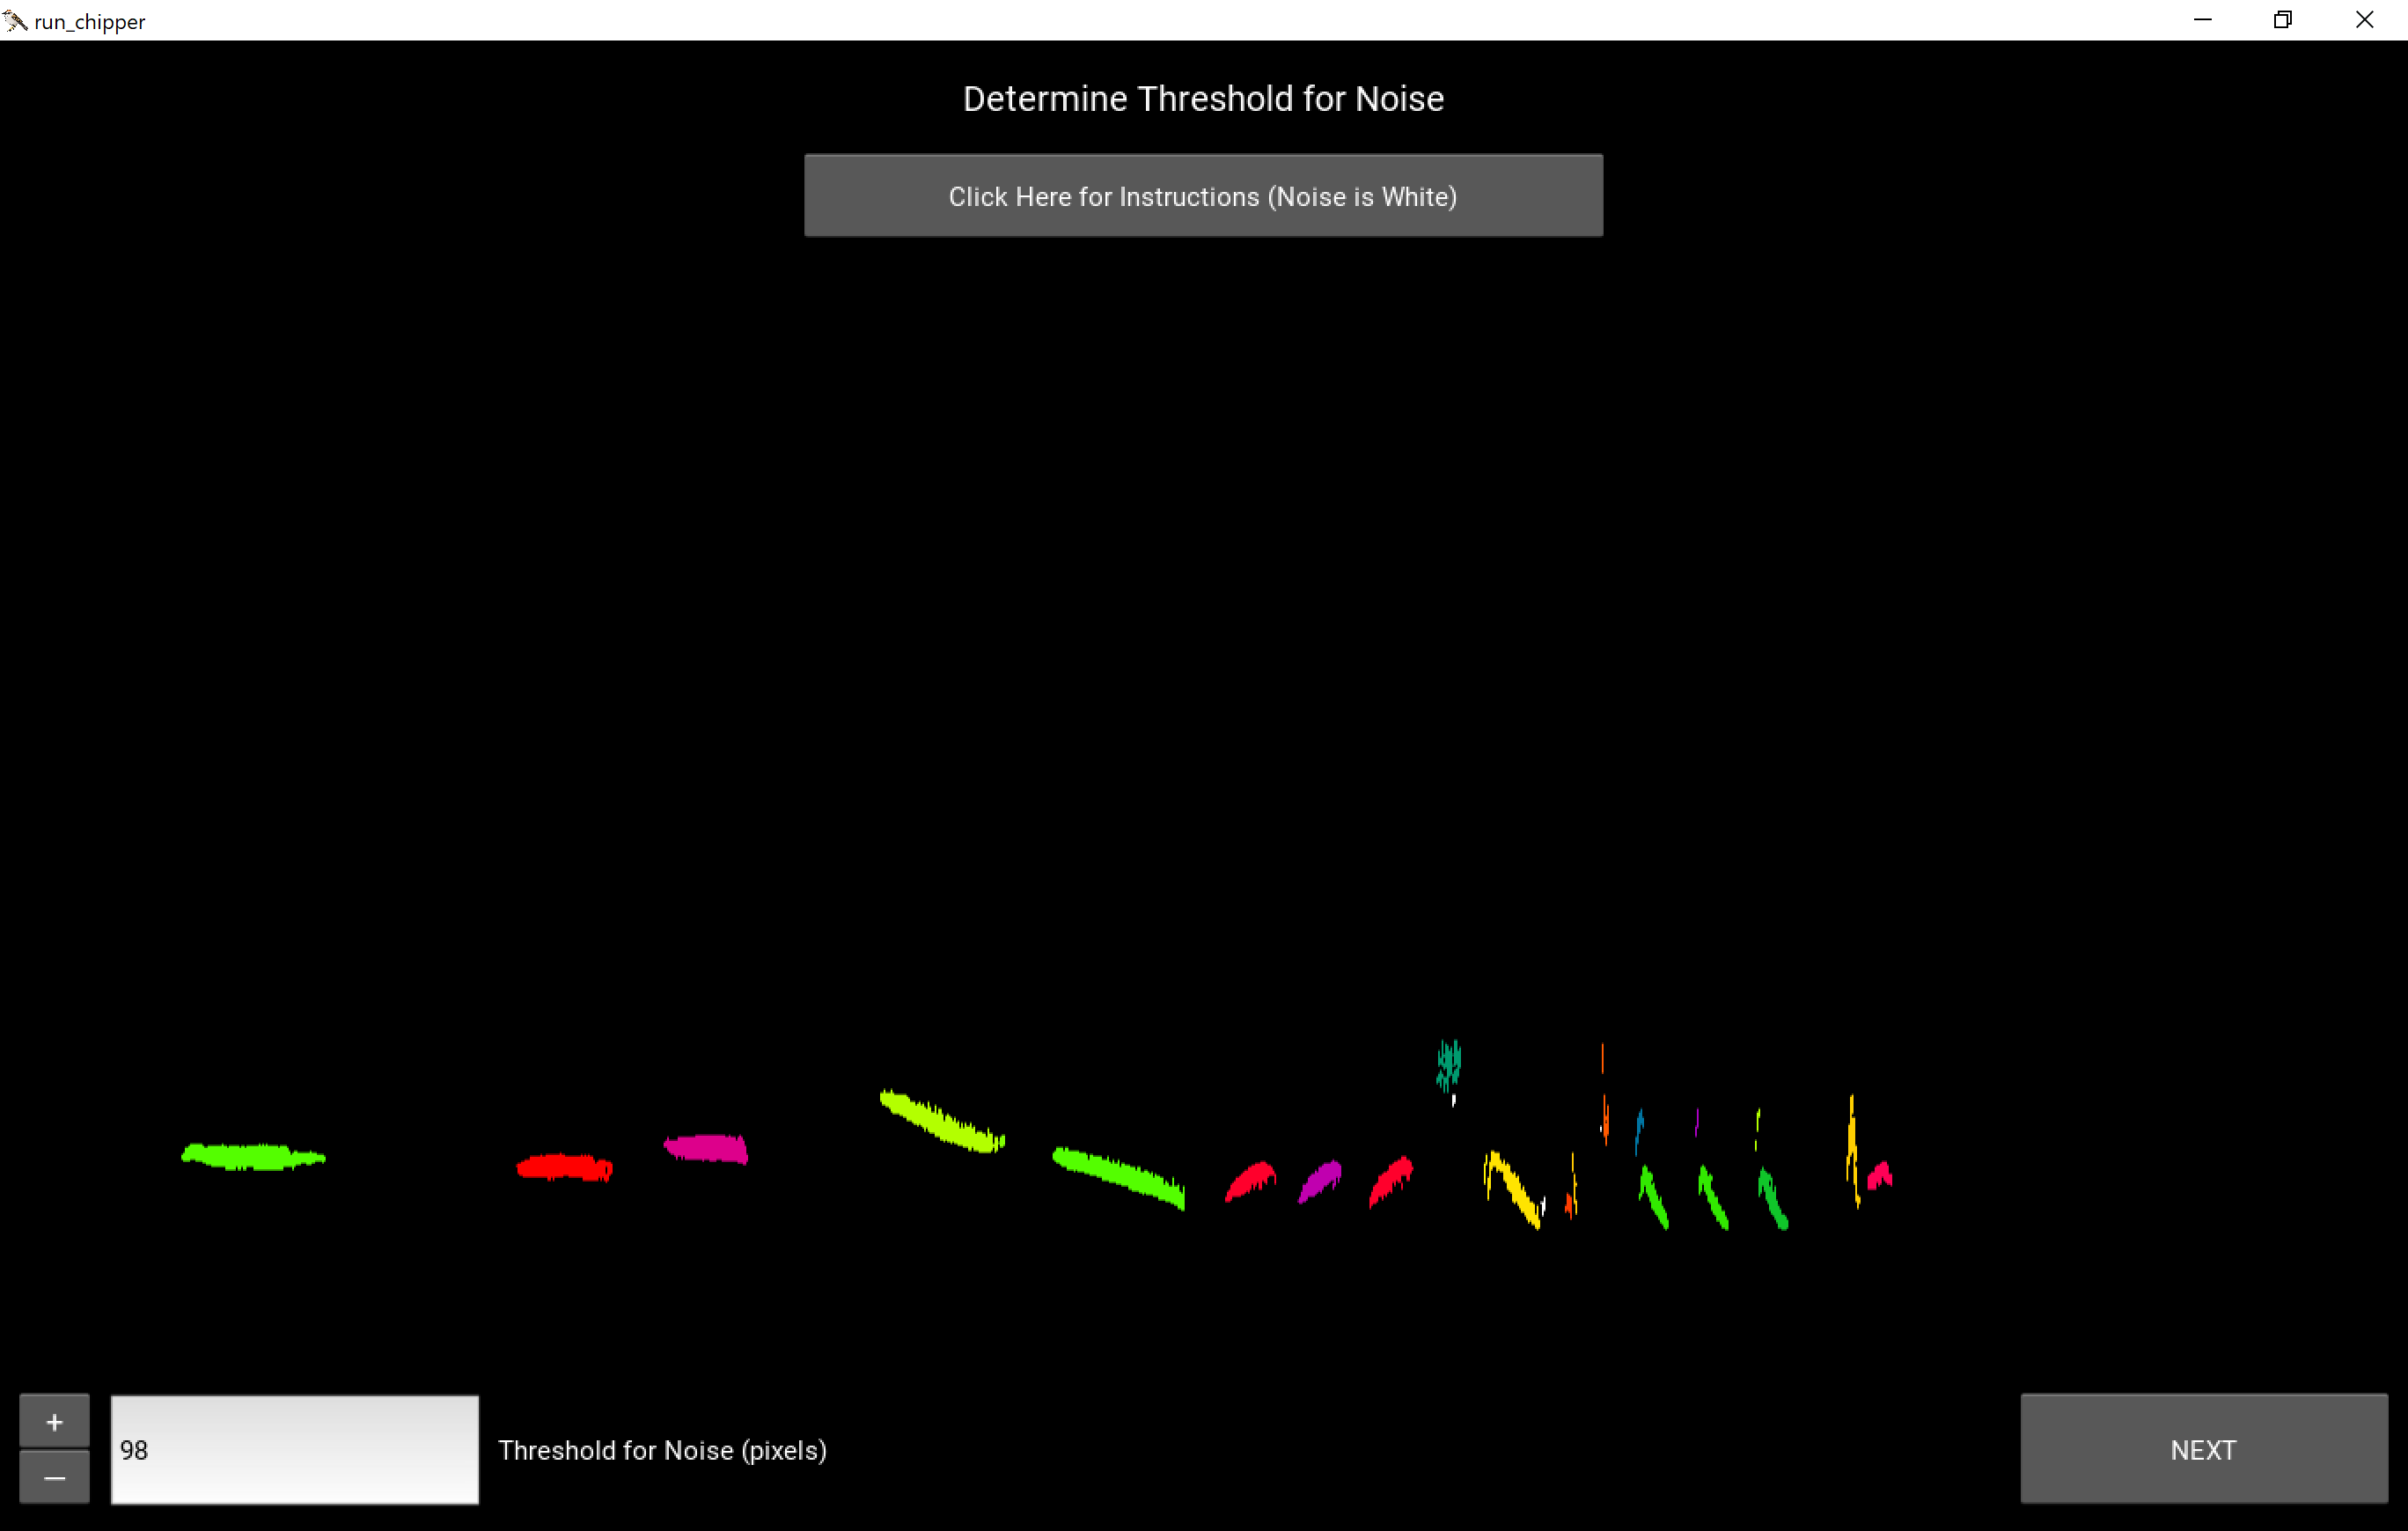 run_chipper
Determine Threshold for Noise
Click Here for Instructions (Noise is White)
+
98
Threshold for Noise (pixels)
–
NEXT